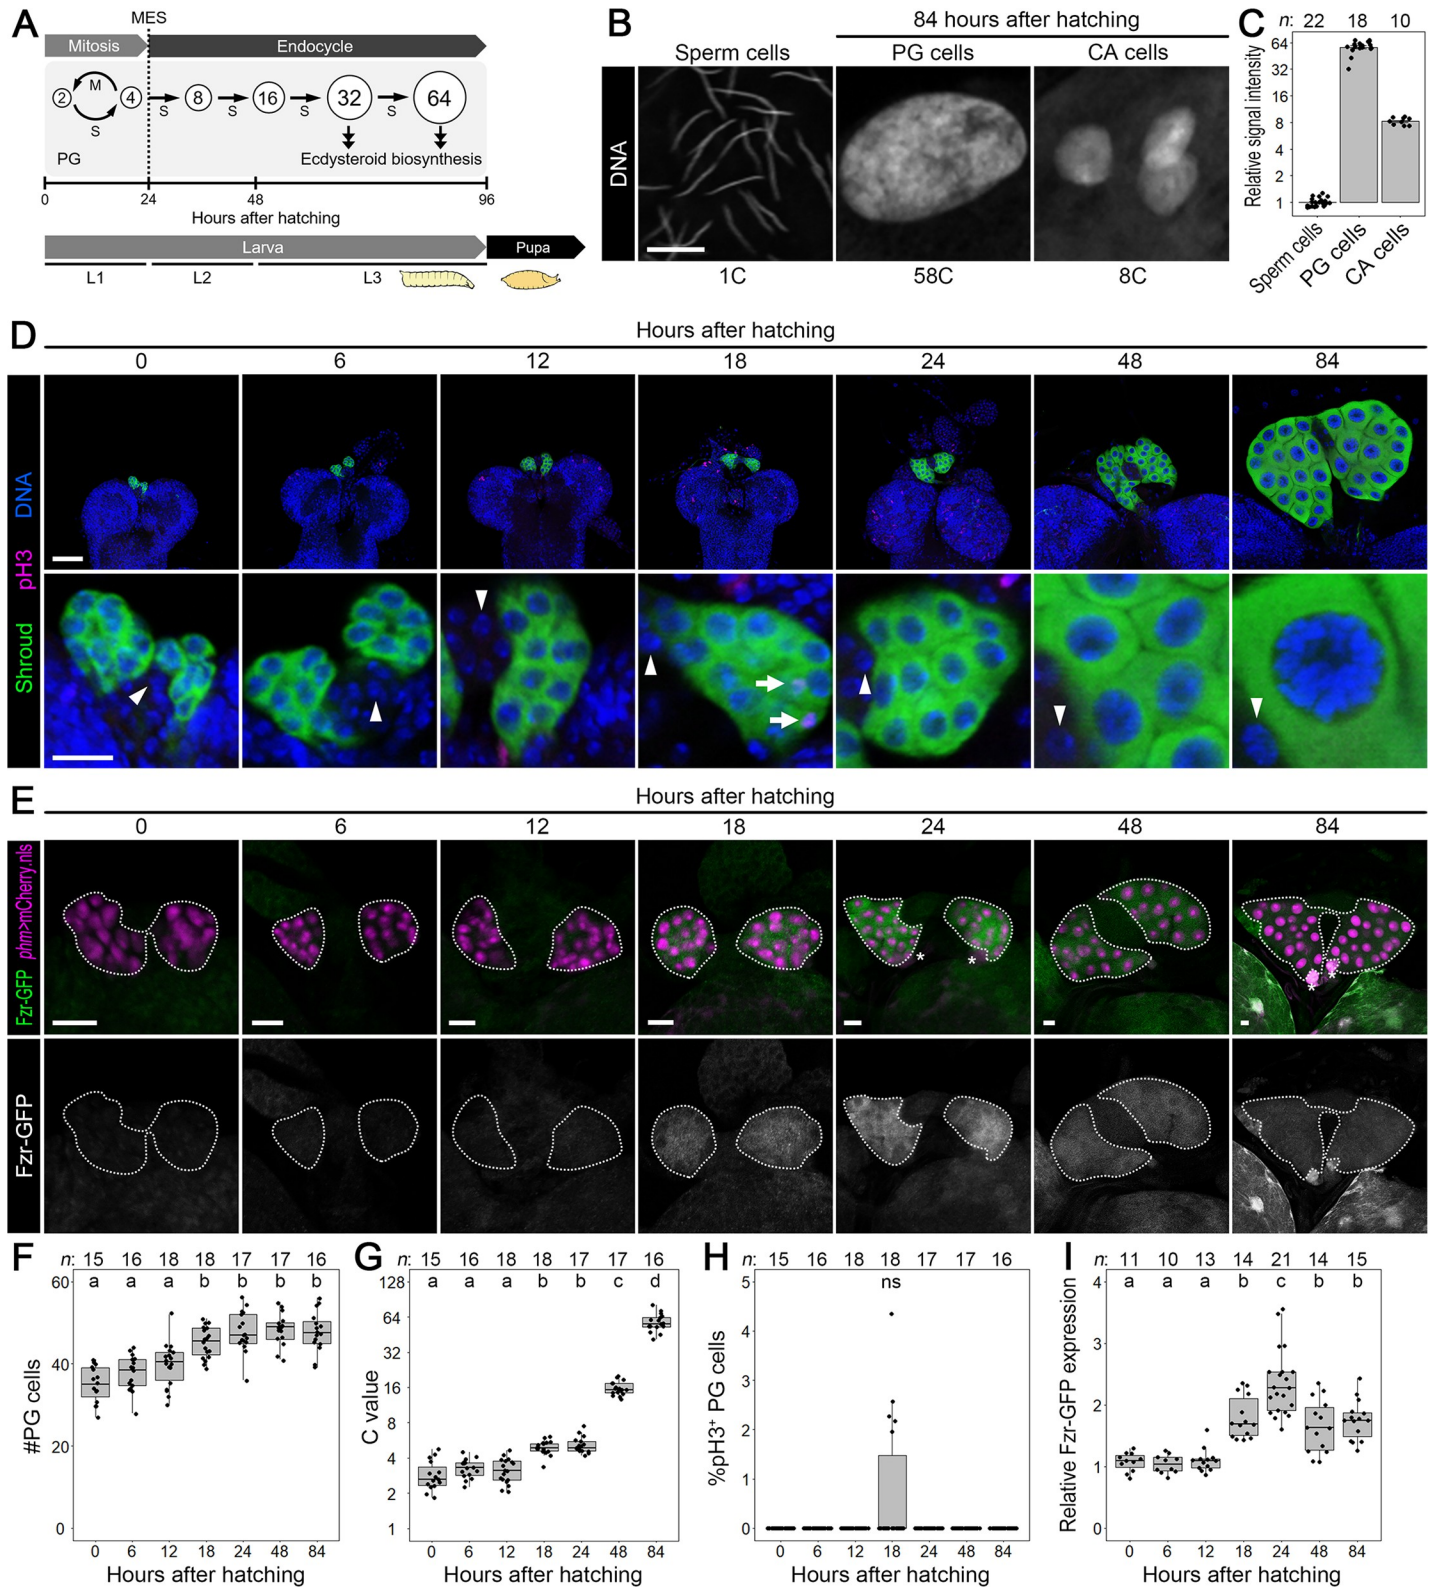 A
MES
Mitosis
Endocycle
2
M
4
8
16
32
64
S
S
S
S
S
S
PG
Ecdysteroid biosynthesis
0
24
48
96
Hours after hatching
Larva
Pupa
L1
L2
L3
B
84 hours after hatching
Sperm cells
PG cells
CA cells
DNA
1C
58C
8C
C
n: 22 18 10
Relative signal intensity
64
32
16
8
4
2
1
Sperm cells
PG cells
CA cells
D
Hours after hatching
0 6 12 18 24 48 84
Shroud pH3 DNA
E
Hours after hatching
0 6 12 18 24 48 84
Fzr-GFP phm>mCherry.nls
* * * *
Fzr-GFP
F
n: 15 16 18 18 17 17 16
a a a b b b b
#PG cells
60
40
20
0
0 6 12 18 24 48 84
Hours after hatching
G
n: 15 16 18 18 17 17 16
a a a b b c d
C value
128
64
32
16
8
4
2
1
0 6 12 18 24 48 84
Hours after hatching
H
n: 15 16 18 18 17 17 16
ns
%pH3⁺ PG cells
5
4
3
2
1
0
0 6 12 18 24 48 84
Hours after hatching
I
n: 11 10 13 14 21 14 15
a a a b c b b
Relative Fzr-GFP expression
4
3
2
1
0
0 6 12 18 24 48 84
Hours after hatching